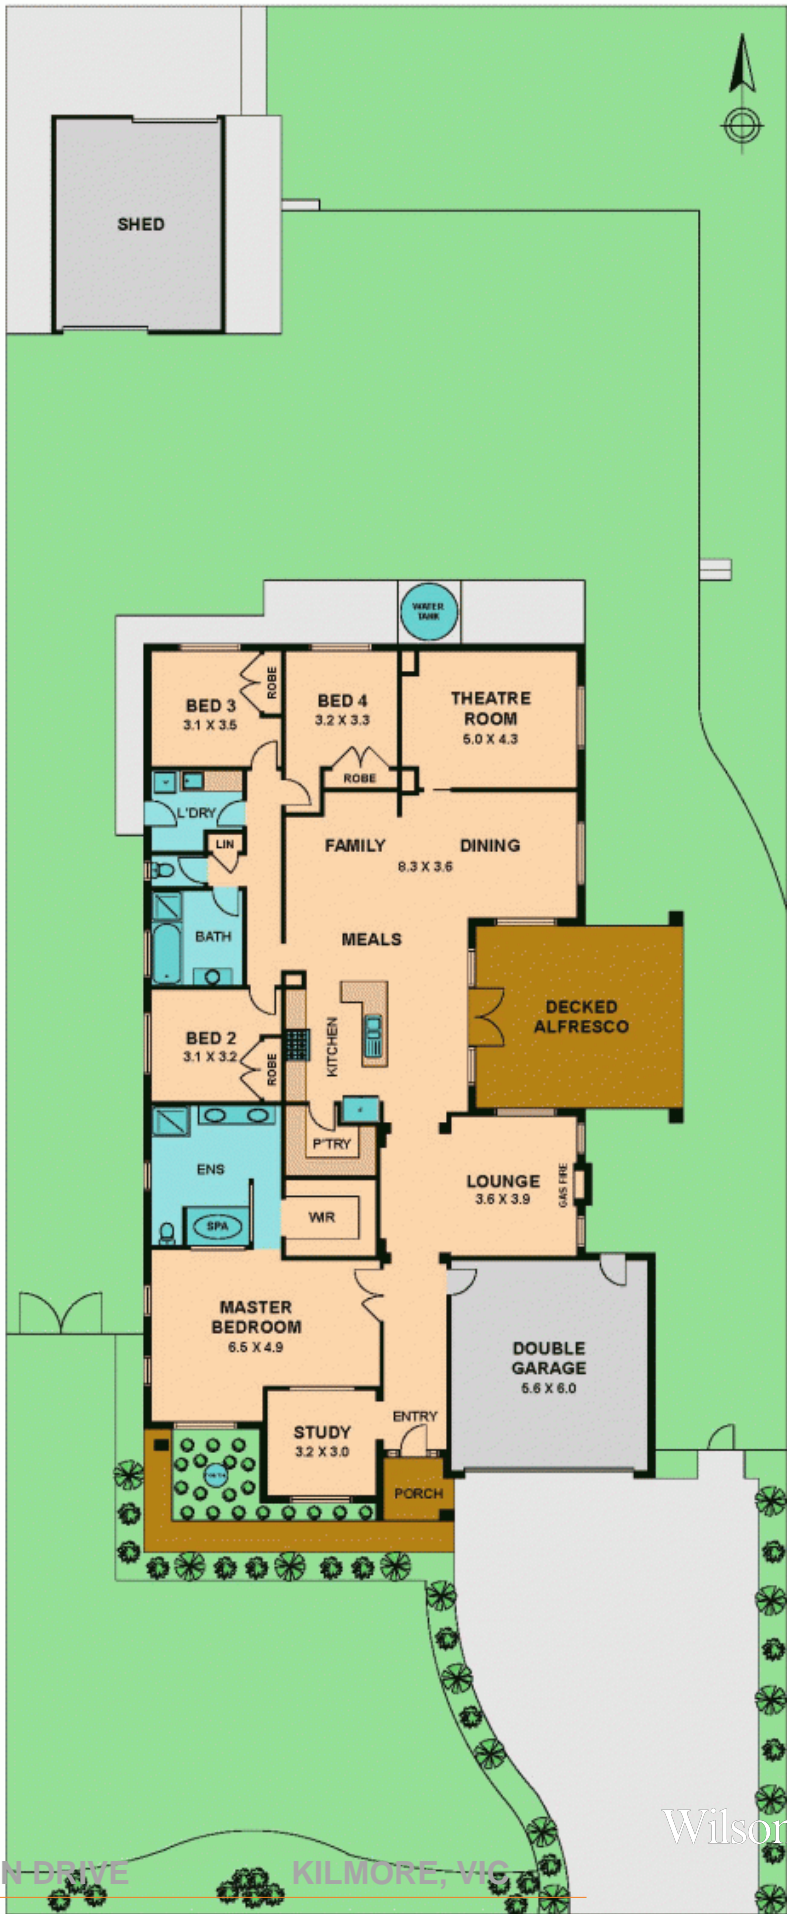 SHED
WATER
TANK
BED 3
3.1 X 3.5
ROBE
BED 4
3.2 X 3.3
ROBE
THEATRE
ROOM
5.0 X 4.3
L'DRY
LIN
FAMILY
DINING
8.3 X 3.6
BATH
MEALS
BED 2
3.1 X 3.2
ROBE
KITCHEN
DECKED
ALFRESCO
P'TRY
ENS
SPA
WIR
LOUNGE
3.6 X 3.9
GAS FIRE
MASTER
BEDROOM
6.5 X 4.9
DOUBLE
GARAGE
5.6 X 6.0
STUDY
3.2 X 3.0
ENTRY
PORCH
Wilson
N DRIVE KILMORE, VIC